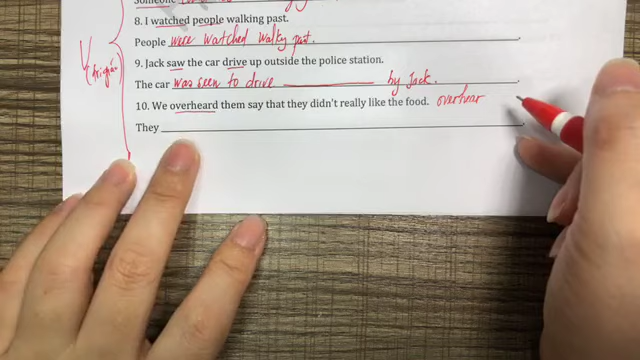 8. I watched people walking past.
People were watched walking past.
9. Jack saw the car drive up outside the police station.
The car was seen to drive by Jack.
10. We overheard them say that they didn't really like the food. overhear
They